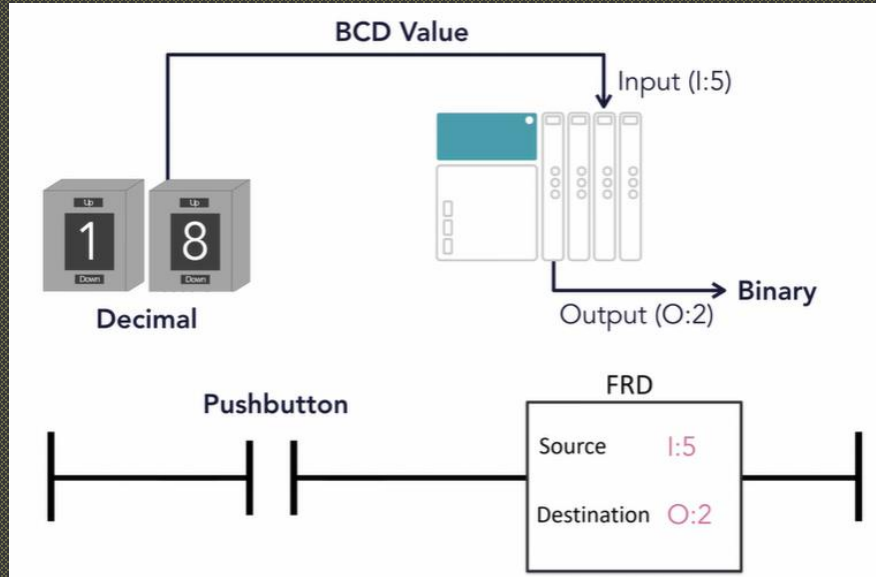 BCD Value
Input (I:5)
Up
Up
1
8
Down
Down
Decimal
Binary
Output (O:2)
FRD
Pushbutton
Source I:5
Destination O:2